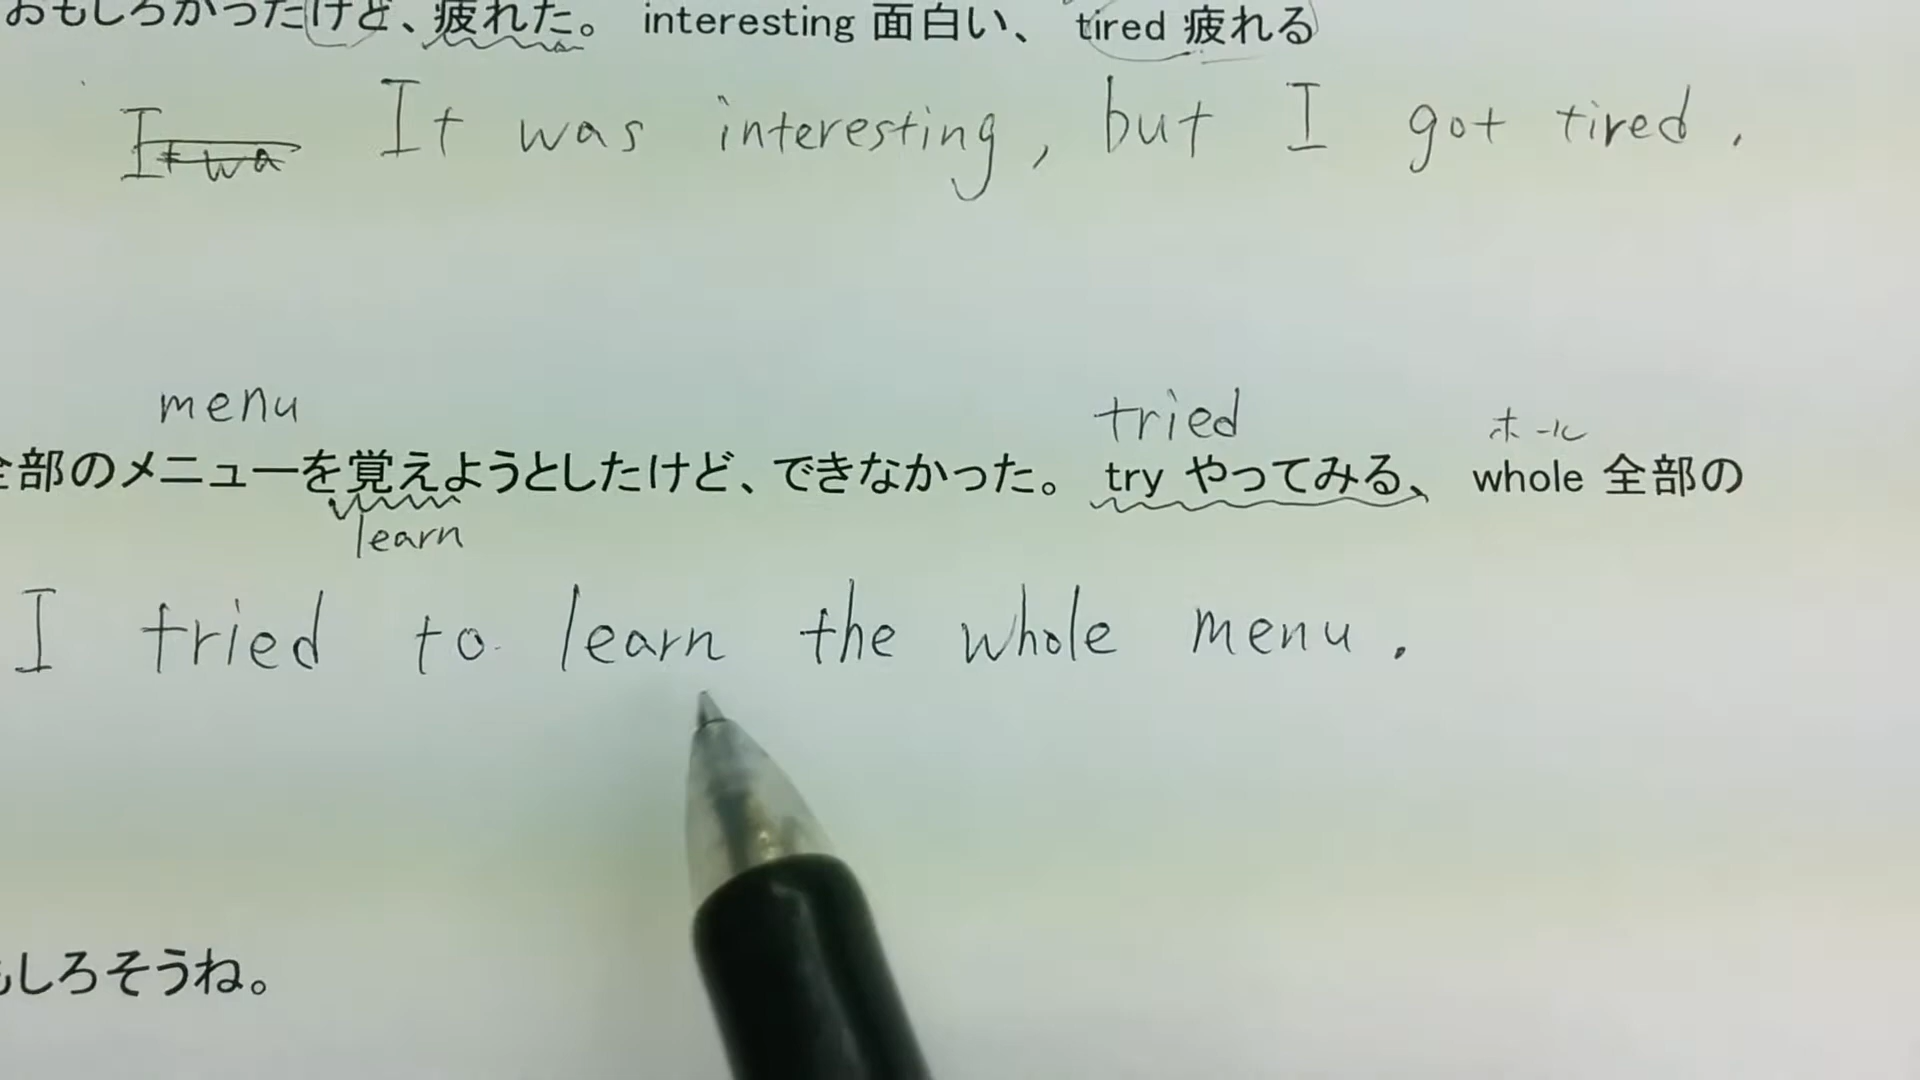 おもしろかったけど、疲れた。 interesting 面白い、 tired 疲れる
It wa It was interesting, but I got tired.
menu tried ホール
全部のメニューを覚えようとしたけど、できなかった。 try やってみる、 whole 全部の
learn
I tried to learn the whole menu.
もしろそうね。